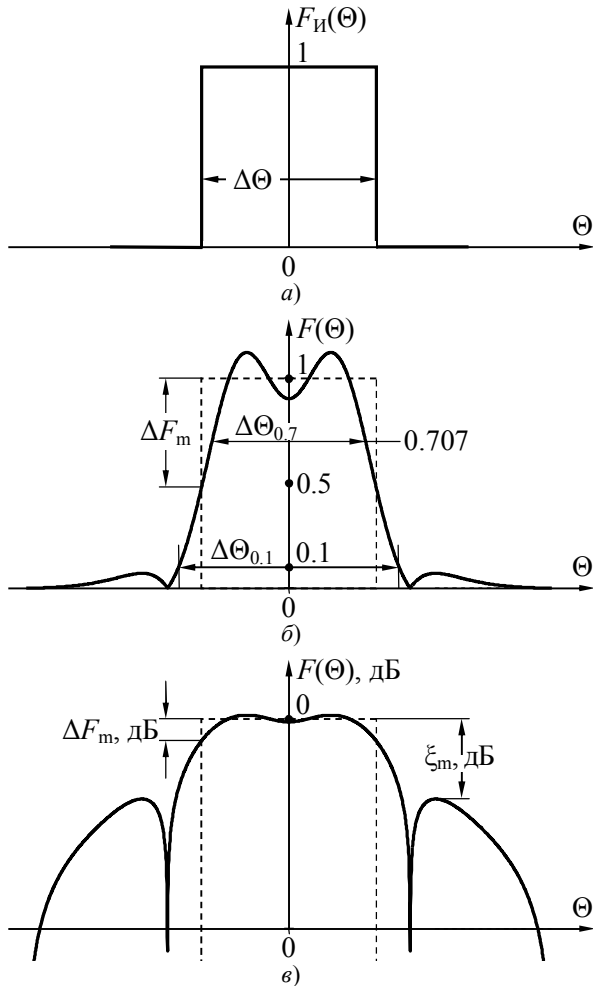 F_И(Θ)
1
ΔΘ
Θ
0
а)
F(Θ)
1
ΔF_m
ΔΘ_0.7
0.707
0.5
ΔΘ_0.1
0.1
Θ
0
б)
F(Θ), дБ
0
ΔF_m, дБ
ξ_m, дБ
Θ
0
в)